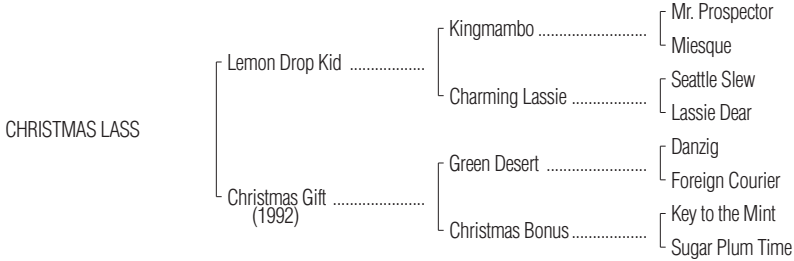 Mr. Prospector
Kingmambo ..........................
Miesque
Lemon Drop Kid ..................
Seattle Slew
Charming Lassie ..................
Lassie Dear
CHRISTMAS LASS
Danzig
Green Desert ........................
Foreign Courier
Christmas Gift ......................
(1992)
Key to the Mint
Christmas Bonus ..................
Sugar Plum Time